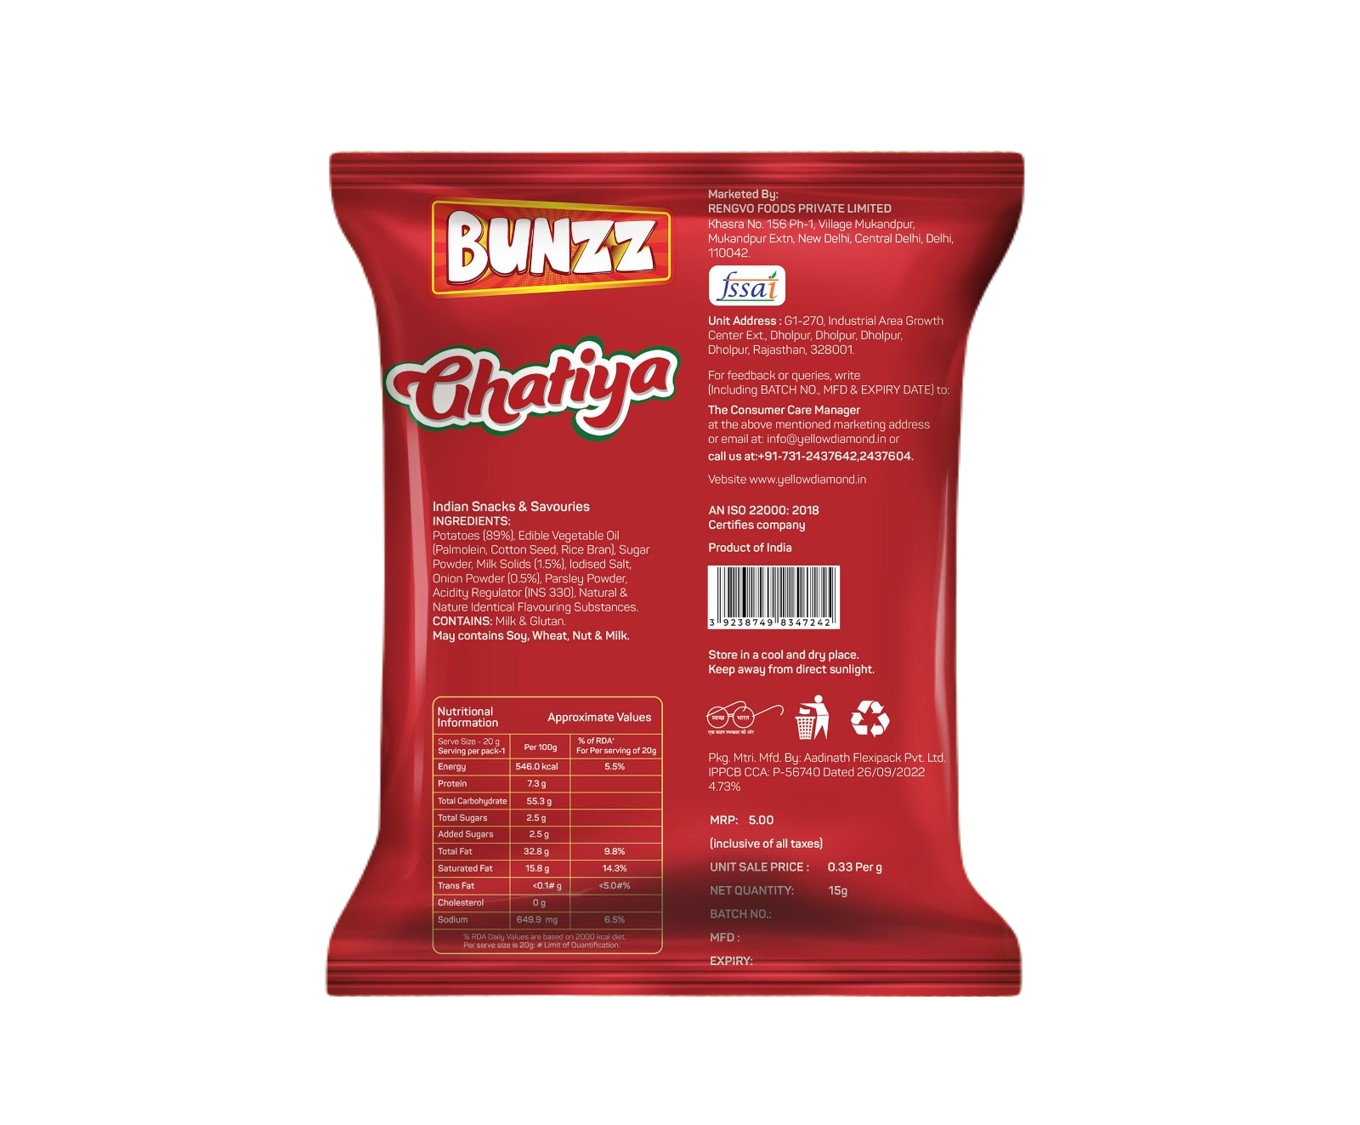 BUNZZ
Ghatiya
Indian Snacks & Savouries
INGREDIENTS:
Potatoes (89%), Edible Vegetable Oil
(Palmolein, Cotton Seed, Rice Bran), Sugar
Powder, Milk Solids (1.5%), Iodised Salt,
Onion Powder (0.5%), Parsley Powder,
Acidity Regulator (INS 330), Natural &
Nature Identical Flavouring Substances.
CONTAINS: Milk & Glutan.
May contains Soy, Wheat, Nut & Milk.
Nutritional
Information
Approximate Values
Serve Size - 20 g
Serving per pack-1
Per 100g
% of RDA*
For Per serving of 20g
Energy 546.0 kcal 5.5%
Protein 7.3 g
Total Carbohydrate 55.3 g
Total Sugars 2.5 g
Added Sugars 2.5 g
Total Fat 32.8 g 9.8%
Saturated Fat 15.8 g 14.3%
Trans Fat <0.1# g <5.0#%
Cholesterol 0 g
Sodium 649.9 mg 6.5%
% RDA Daily Values are based on 2000 kcal diet.
Per serve size is 20g: # Limit of Quantification.
Marketed By:
RENGVO FOODS PRIVATE LIMITED
Khasra No. 156 Ph-1, Village Mukandpur,
Mukandpur Extn, New Delhi, Central Delhi, Delhi,
110042.
fssai
Unit Address : G1-270, Industrial Area Growth
Center Ext., Dholpur, Dholpur, Dholpur,
Dholpur, Rajasthan, 328001.
For feedback or queries, write
(Including BATCH NO., MFD & EXPIRY DATE) to:
The Consumer Care Manager
at the above mentioned marketing address
or email at: info@yellowdiamond.in or
call us at:+91-731-2437642,2437604.
Vebsite www.yellowdiamond.in
AN ISO 22000: 2018
Certifies company
Product of India
3 9238749 8347242
Store in a cool and dry place.
Keep away from direct sunlight.
स्वच्छ भारत
एक कदम स्वच्छता की ओर
Pkg. Mtri. Mfd. By: Aadinath Flexipack Pvt. Ltd.
IPPCB CCA: P-56740 Dated 26/09/2022
4.73%
MRP: 5.00
(inclusive of all taxes)
UNIT SALE PRICE : 0.33 Per g
NET QUANTITY: 15g
BATCH NO.:
MFD :
EXPIRY: